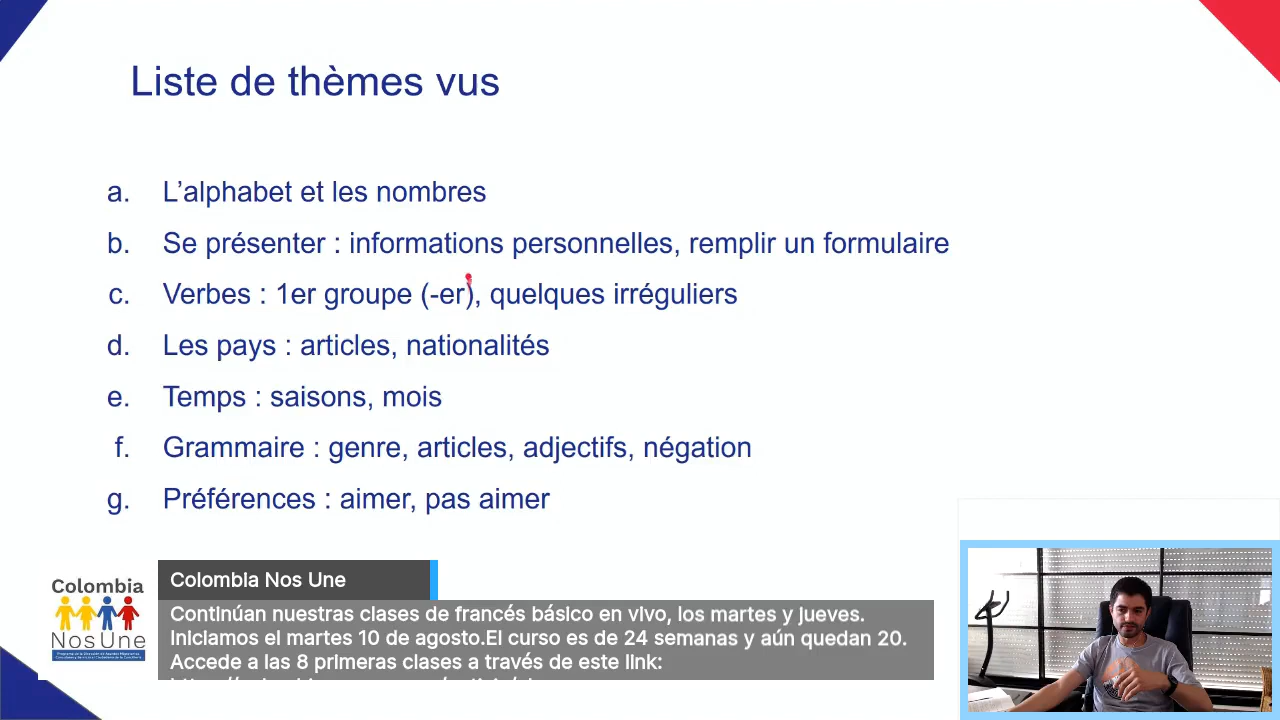 Liste de thèmes vus
a. L’alphabet et les nombres
b. Se présenter : informations personnelles, remplir un formulaire
c. Verbes : 1er groupe (-er), quelques irréguliers
d. Les pays : articles, nationalités
e. Temps : saisons, mois
f. Grammaire : genre, articles, adjectifs, négation
g. Préférences : aimer, pas aimer
Colombia
Nos Une
Colombia Nos Une
Continúan nuestras clases de francés básico en vivo, los martes y jueves.
Iniciamos el martes 10 de agosto.El curso es de 24 semanas y aún quedan 20.
Accede a las 8 primeras clases a través de este link: